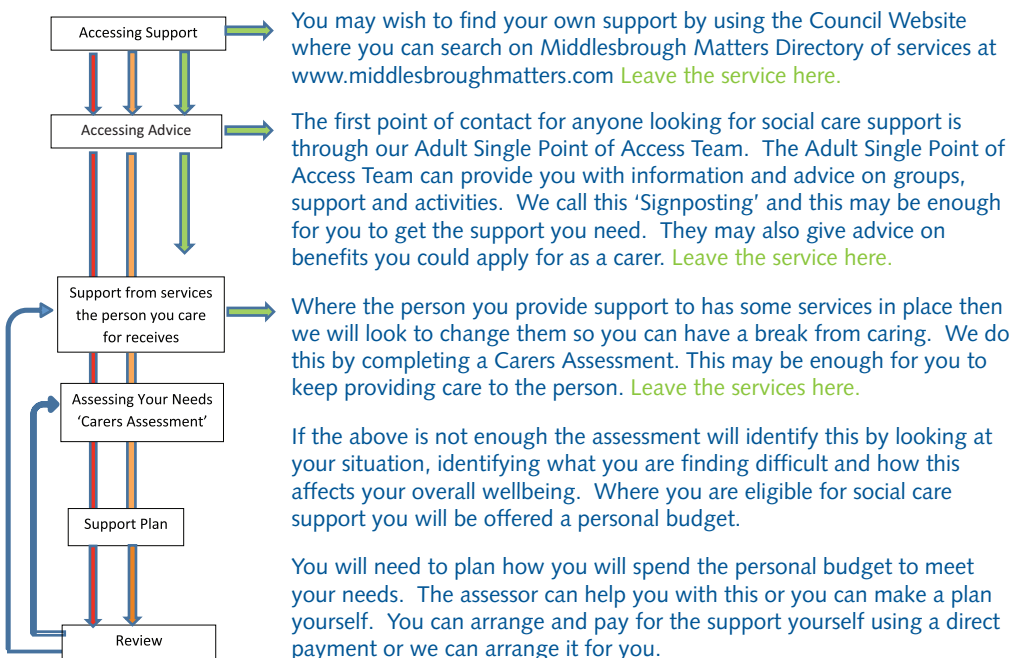 Accessing Support
You may wish to find your own support by using the Council Website
where you can search on Middlesbrough Matters Directory of services at
www.middlesbroughmatters.com Leave the service here.
Accessing Advice
The first point of contact for anyone looking for social care support is
through our Adult Single Point of Access Team.  The Adult Single Point of
Access Team can provide you with information and advice on groups,
support and activities.  We call this ‘Signposting’ and this may be enough
for you to get the support you need.  They may also give advice on
benefits you could apply for as a carer. Leave the service here.
Support from services
the person you care
for receives
Where the person you provide support to has some services in place then
we will look to change them so you can have a break from caring.  We do
this by completing a Carers Assessment. This may be enough for you to
keep providing care to the person. Leave the services here.
Assessing Your Needs
‘Carers Assessment’
If the above is not enough the assessment will identify this by looking at
your situation, identifying what you are finding difficult and how this
affects your overall wellbeing.  Where you are eligible for social care
support you will be offered a personal budget.
Support Plan
You will need to plan how you will spend the personal budget to meet
your needs.  The assessor can help you with this or you can make a plan
yourself.  You can arrange and pay for the support yourself using a direct
payment or we can arrange it for you.
Review